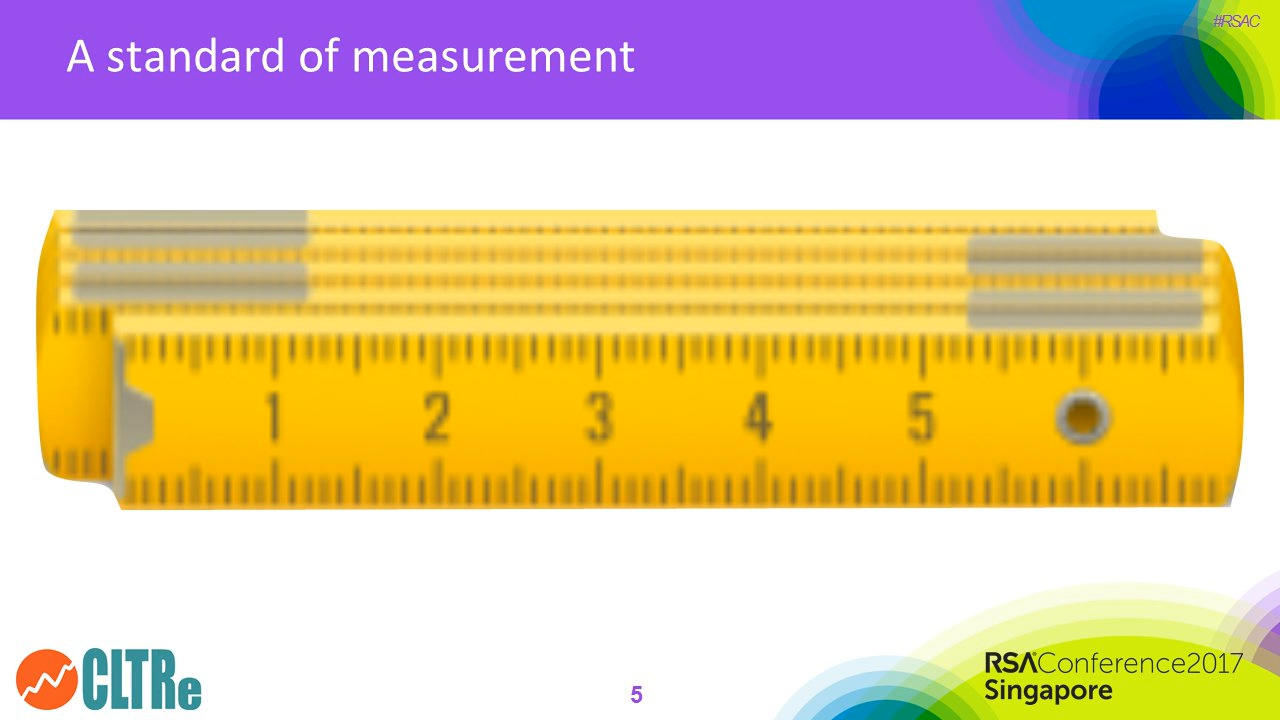 #RSAC
A standard of measurement
1 2 3 4 5
CLTRe
5
RSAConference2017
Singapore